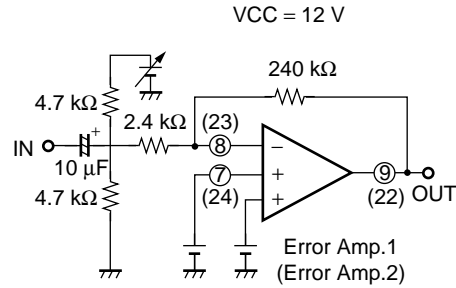 VCC = 12 V
240 kΩ
4.7 kΩ
2.4 kΩ
(23)
IN
+
8
−
10 µF
7
+
9
OUT
4.7 kΩ
(24)
+
(22)
Error Amp.1
(Error Amp.2)